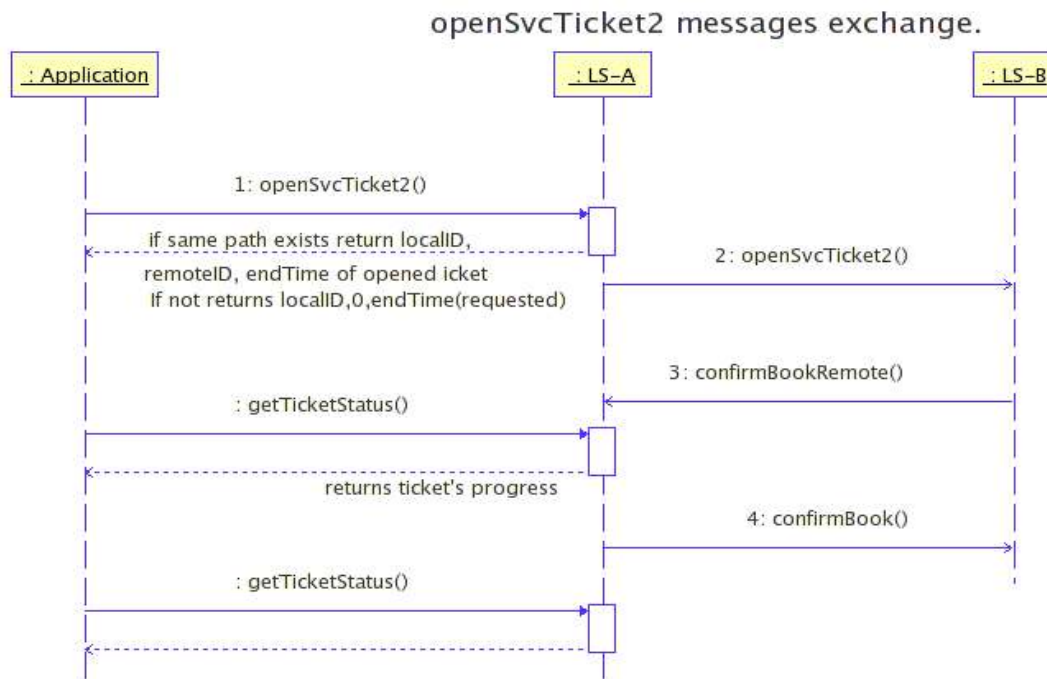 openSvcTicket2 messages exchange.
: Application
: LS-A
: LS-B
1: openSvcTicket2()
if same path exists return localID,
remoteID, endTime of opened icket
If not returns localID,0,endTime(requested)
2: openSvcTicket2()
3: confirmBookRemote()
: getTicketStatus()
returns ticket's progress
4: confirmBook()
: getTicketStatus()